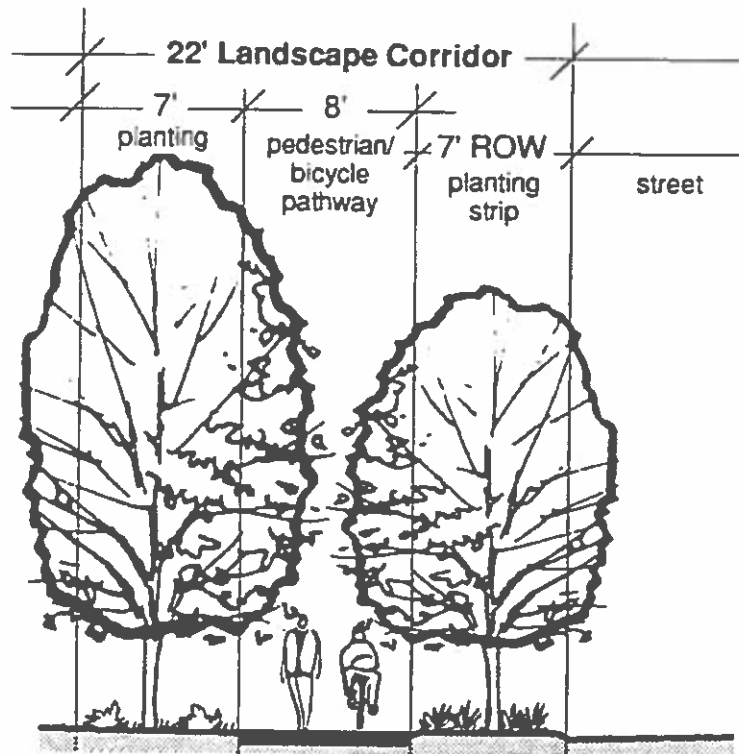 22' Landscape Corridor
7'
planting
8'
pedestrian/
bicycle
pathway
7' ROW
planting
strip
street